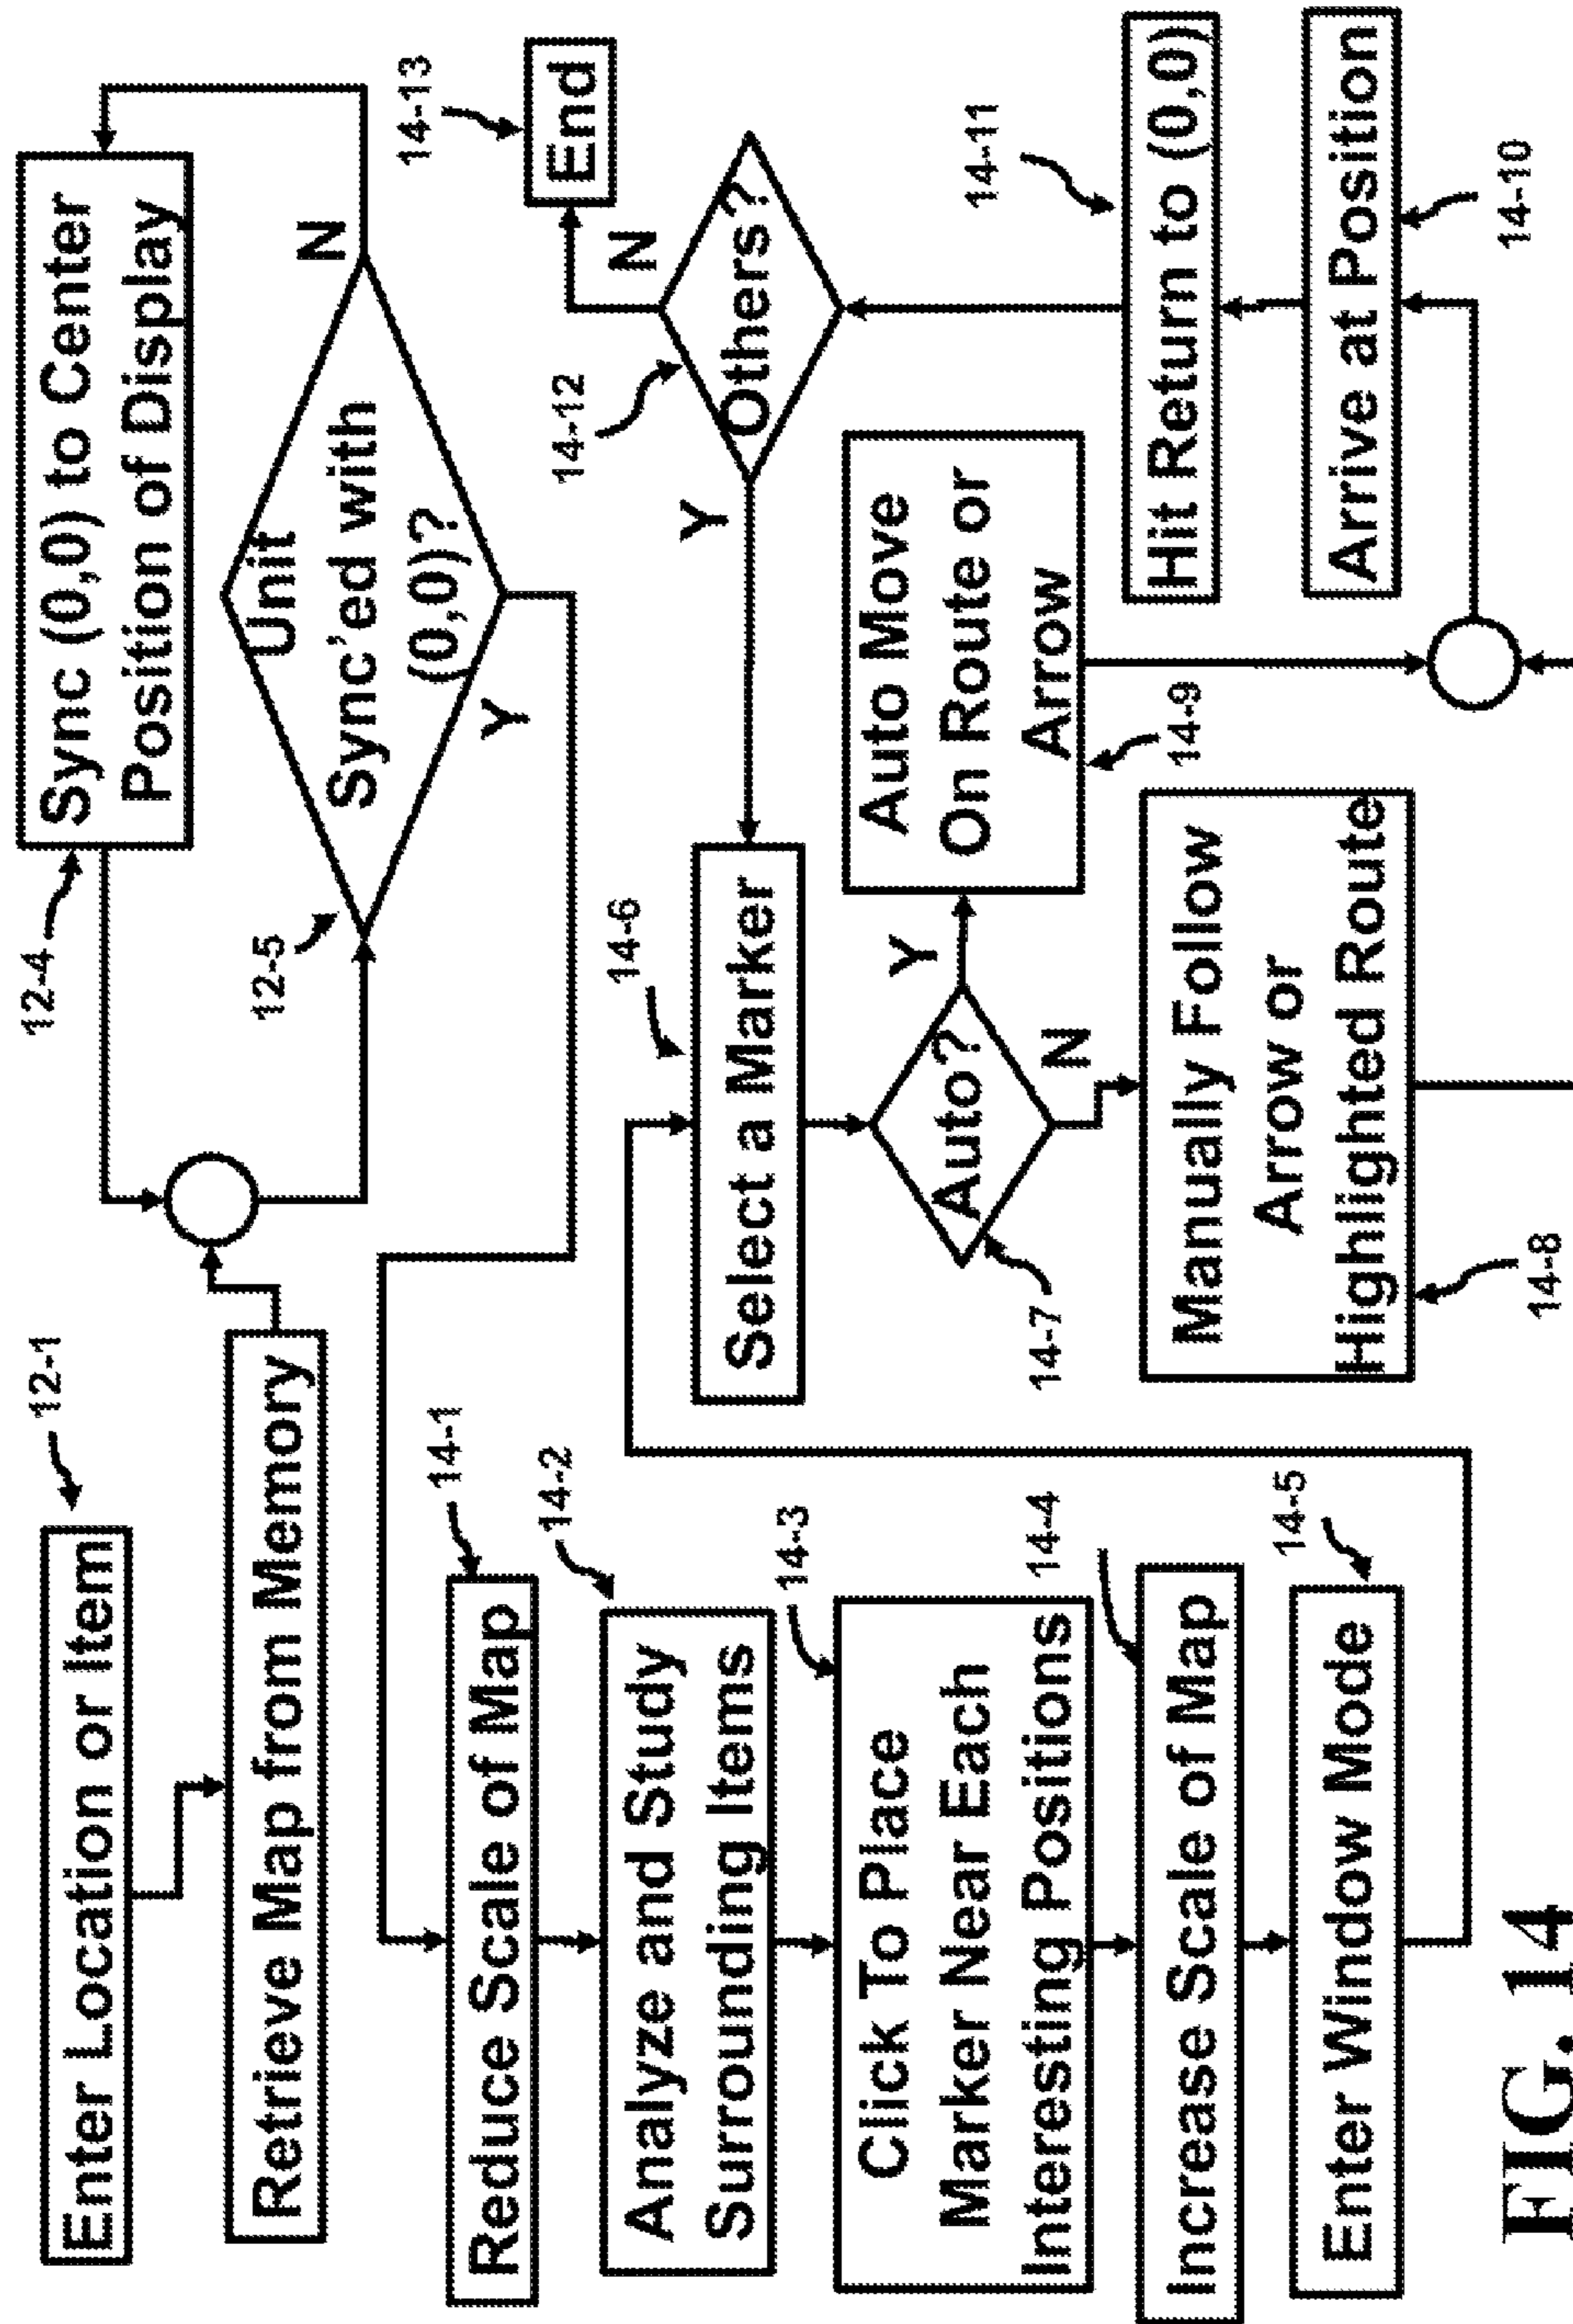 12-1
Enter Location or Item
Retrieve Map from Memory
12-4
Sync (0,0) to Center
Position of Display
12-5
Unit
Sync'ed with
(0,0)?
N
Y
14-1
Reduce Scale of Map
14-2
Analyze and Study
Surrounding Items
14-3
Click To Place
Marker Near Each
Interesting Positions
14-4
Increase Scale of Map
14-5
Enter Window Mode
14-6
Select a Marker
14-7
Auto?
Y
N
14-8
Manually Follow
Arrow or
Highlighted Route
14-9
Auto Move
On Route or
Arrow
14-10
Arrive at Position
14-11
Hit Return to (0,0)
14-12
Others?
Y
N
14-13
End
FIG. 14